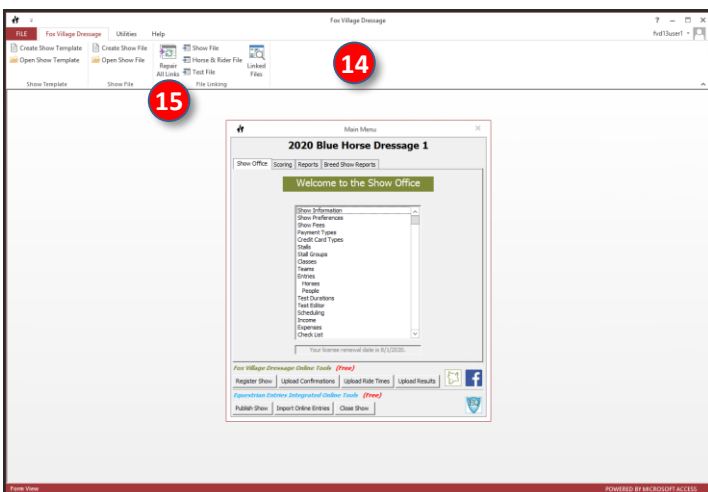 Fox Village Dressage
? – □ X
FILE Fox Village Dressage Utilities Help
fvd13user1
Create Show Template
Open Show Template
Show Template
Create Show File
Open Show File
Show File
Repair
All Links
Show File
Horse & Rider File
Test File
Linked
Files
File Linking
14
15
Main Menu
2020 Blue Horse Dressage 1
Show Office Scoring Reports Breed Show Reports
Welcome to the Show Office
Show Information
Show Preferences
Show Fees
Payment Types
Credit Card Types
Stalls
Stall Groups
Classes
Teams
Entries
Horses
People
Test Durations
Test Editor
Scheduling
Income
Expenses
Check List
Your license renewal date is 8/1/2020.
Fox Village Dressage Online Tools (Free)
Register Show Upload Confirmations Upload Ride Times Upload Results
Equestrian Entries Integrated Online Tools (Free)
Publish Show Import Online Entries Close Show
Form View
POWERED BY MICROSOFT ACCESS